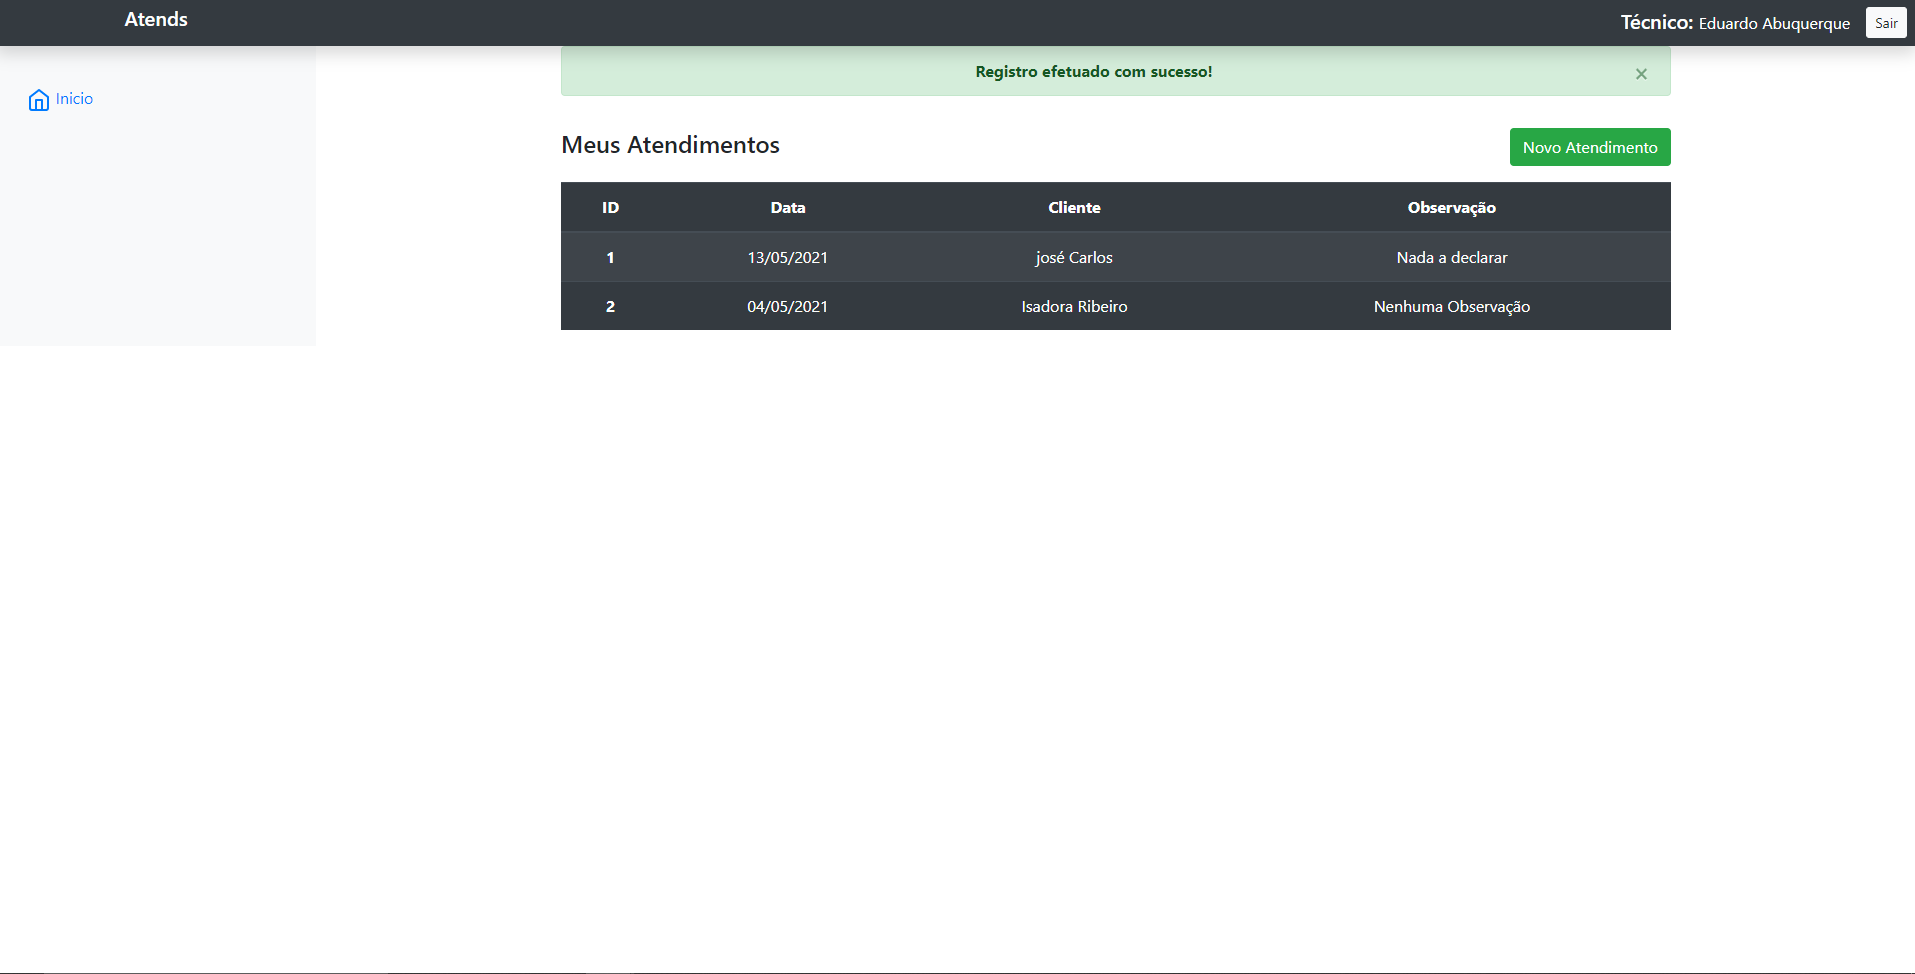 Atends
Técnico: Eduardo Abuquerque Sair
Inicio
Registro efetuado com sucesso! ×
Meus Atendimentos Novo Atendimento
ID Data Cliente Observação
1 13/05/2021 josé Carlos Nada a declarar
2 04/05/2021 Isadora Ribeiro Nenhuma Observação